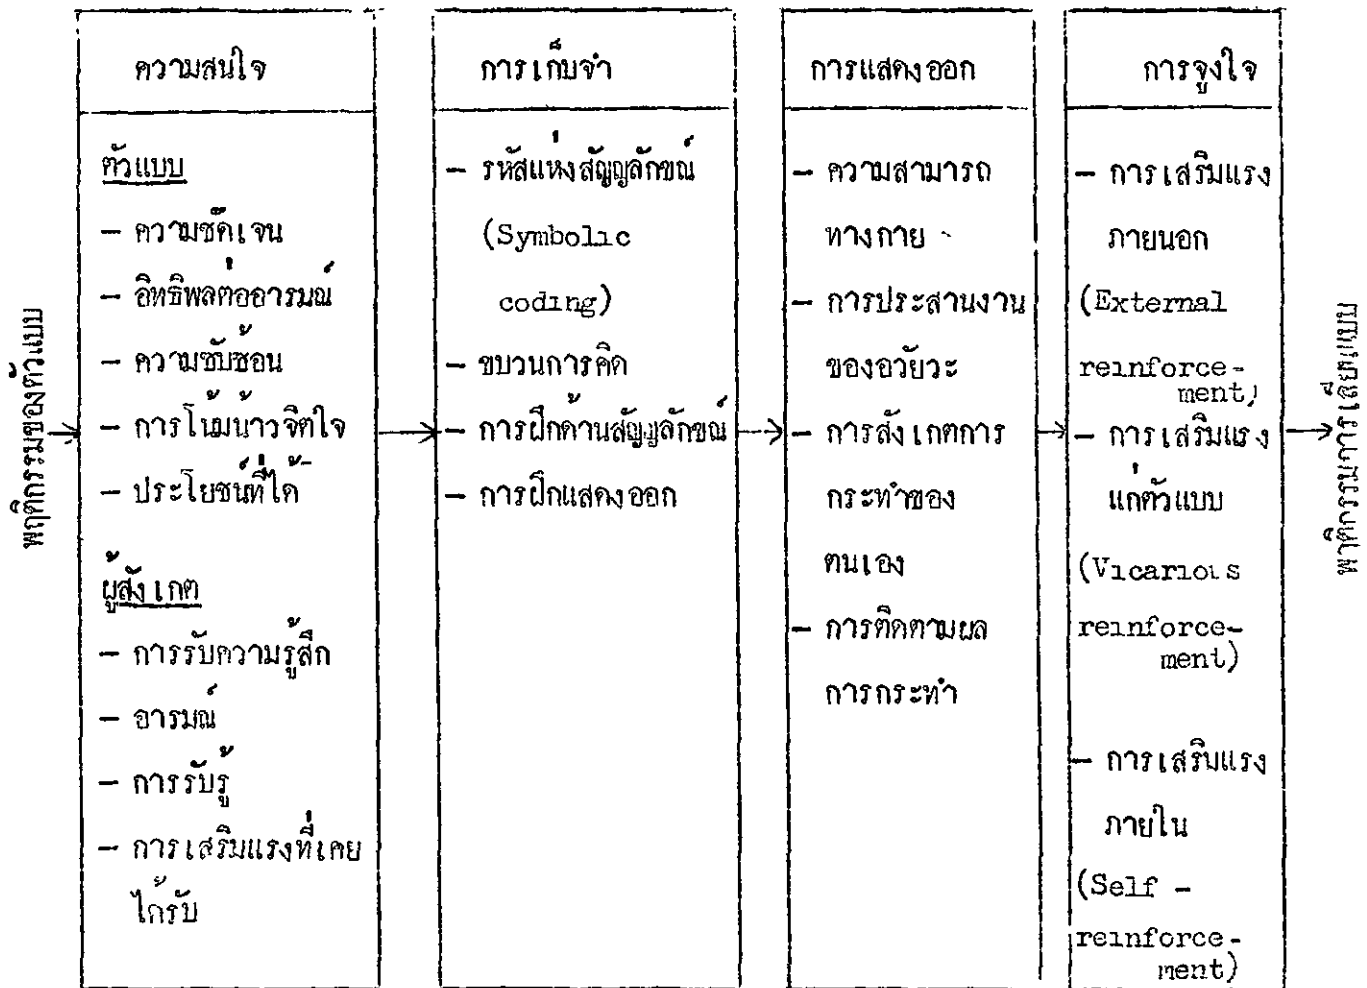 พฤติกรรมของตัวแบบ
ความสนใจ
ตัวแบบ
- ความชัดเจน
- อิทธิพลต่ออารมณ์
- ความซับซ้อน
- การโน้มน้าวจิตใจ
- ประโยชน์ที่ได้
ผู้สังเกต
- การรับความรู้สึก
- อารมณ์
- การรับรู้
- การเสริมแรงที่เคย
ได้รับ
การเก็บจำ
- รหัสแห่งสัญญลักขณ์
(Symbolic
coding)
- ขบวนการคิด
- การฝึกด้านสัญญลักขณ์
- การฝึกแสดงออก
การแสดงออก
- ความสามารถ
ทางกาย
- การประสานงาน
ของอวัยวะ
- การสังเกตการ
กระทำของ
ตนเอง
- การติดตามผล
การกระทำ
การจูงใจ
- การเสริมแรง
ภายนอก
(External
reinforce-
ment)
- การเสริมแรง
แก่ตัวแบบ
(Vicarious
reinforce-
ment)
- การเสริมแรง
ภายใน
(Self -
reinforce-
ment)
พฤติกรรมการเลียนแบบ